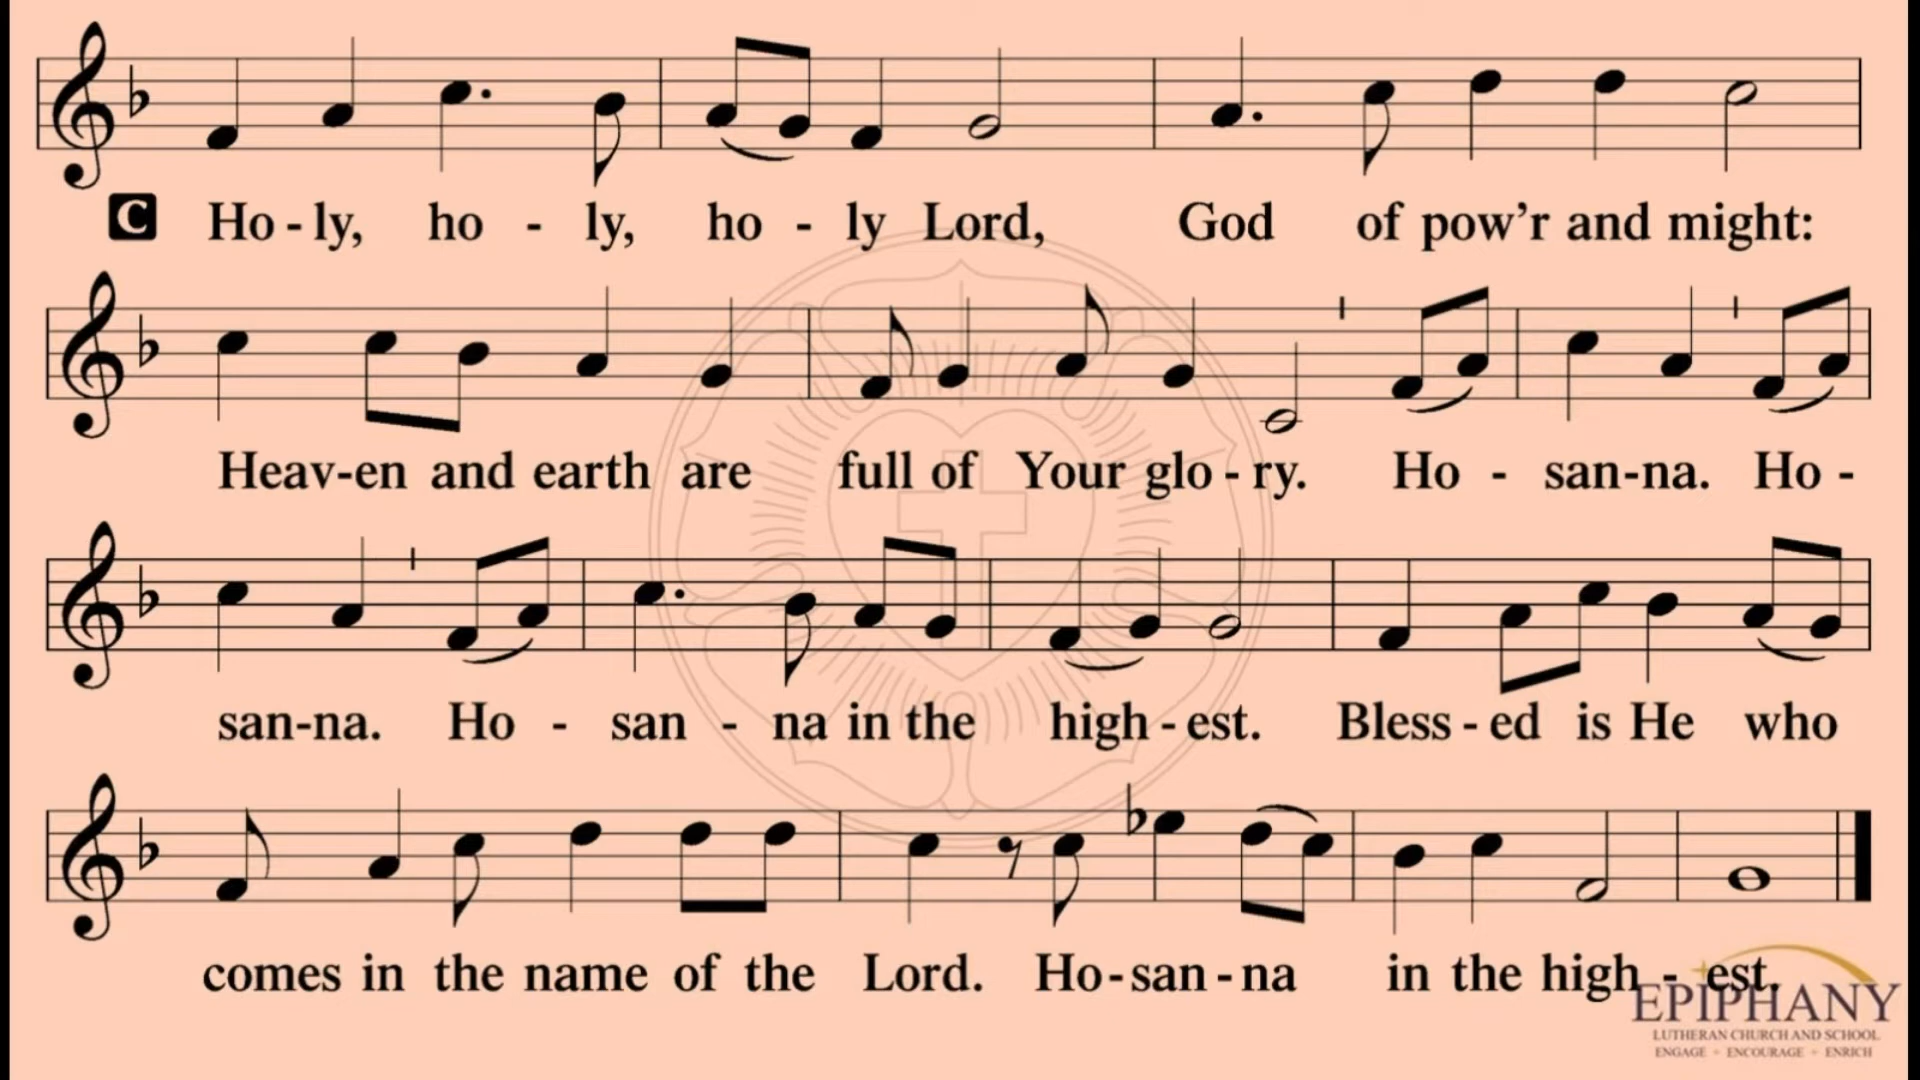 C Ho - ly, ho - ly, ho - ly Lord, God of pow’r and might:
Heav-en and earth are full of Your glo - ry. Ho - san-na. Ho -
san-na. Ho - san - na in the high - est. Bless - ed is He who
comes in the name of the Lord. Ho - san - na in the high - est.
EPIPHANY
LUTHERAN CHURCH AND SCHOOL
ENGAGE - ENCOURAGE - ENRICH